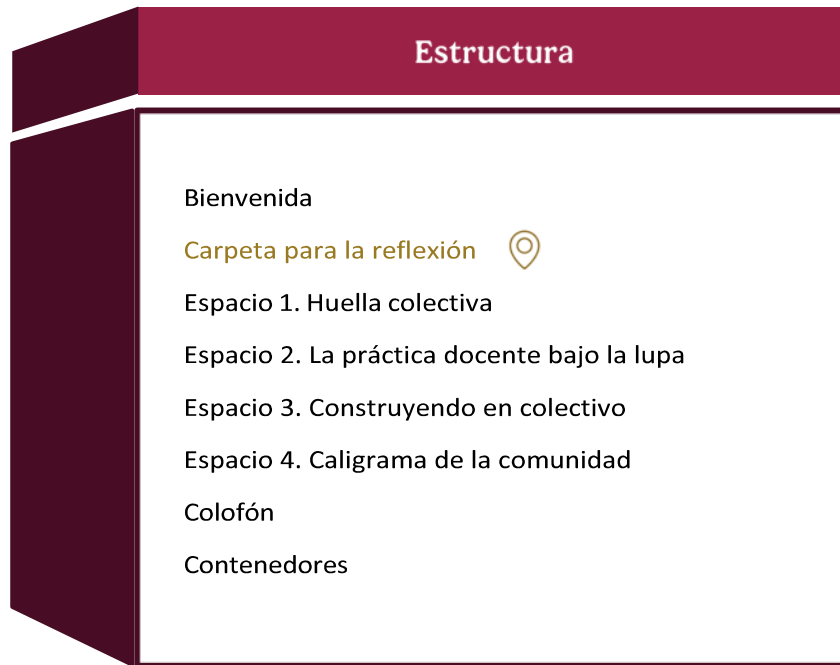 Estructura
Bienvenida
Carpeta para la reflexión
Espacio 1. Huella colectiva
Espacio 2. La práctica docente bajo la lupa
Espacio 3. Construyendo en colectivo
Espacio 4. Caligrama de la comunidad
Colofón
Contenedores